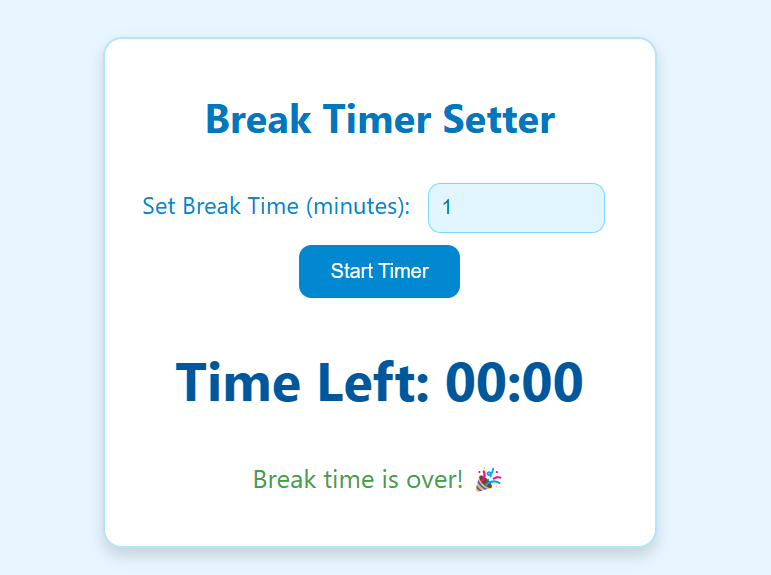 Break Timer Setter
Set Break Time (minutes): 1
Start Timer
Time Left: 00:00
Break time is over! 🎉